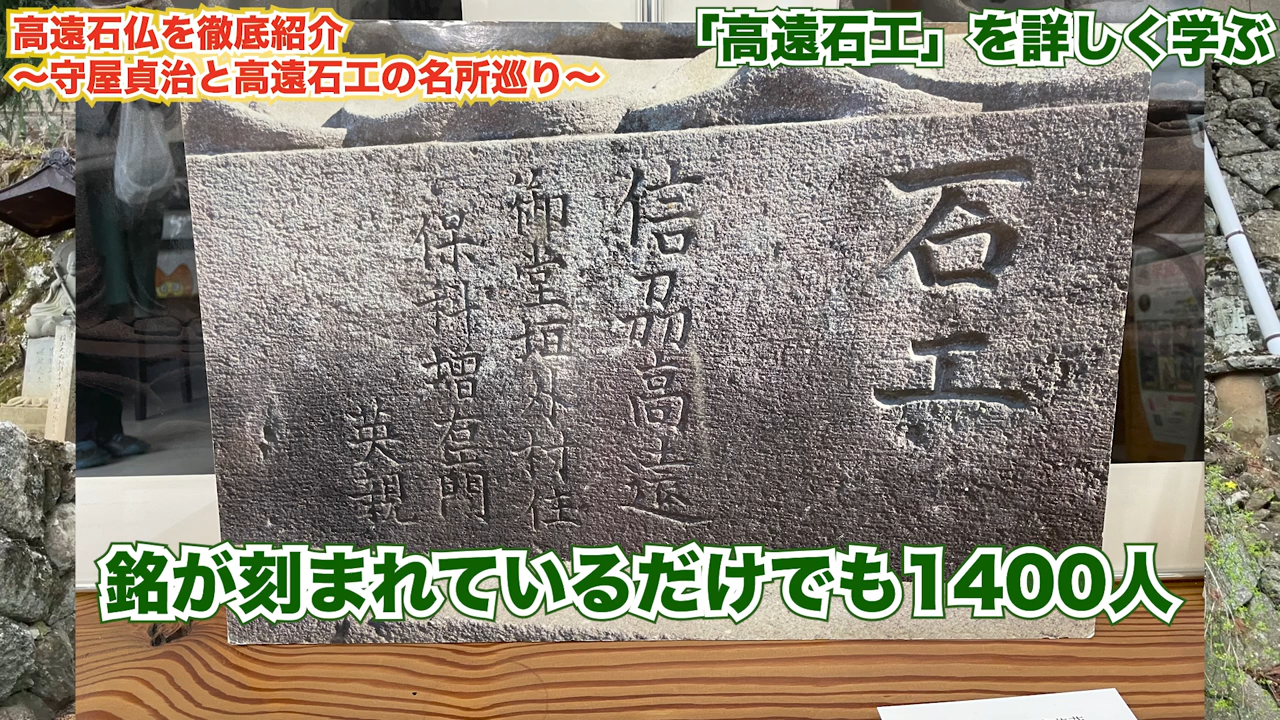 高遠石仏を徹底紹介
～守屋貞治と高遠石工の名所巡り～
「高遠石工」を詳しく学ぶ
石工
信刕高遠
御堂垣外村住
保科増右門
英親
銘が刻まれているだけでも1400人